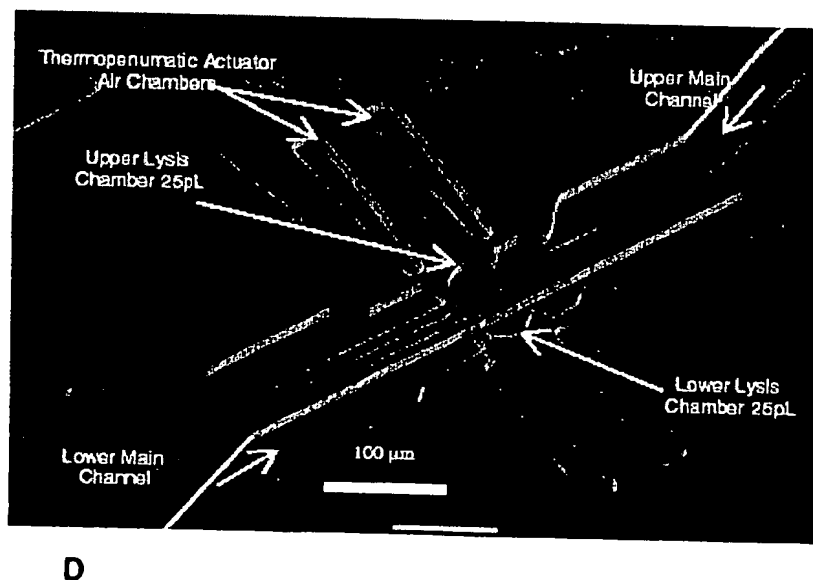 Thermopenumatic Actuator
Air Chambers
Upper Main
Channel
Upper Lysis
Chamber 25pL
Lower Lysis
Chamber 25pL
Lower Main
Channel
100 µm
D